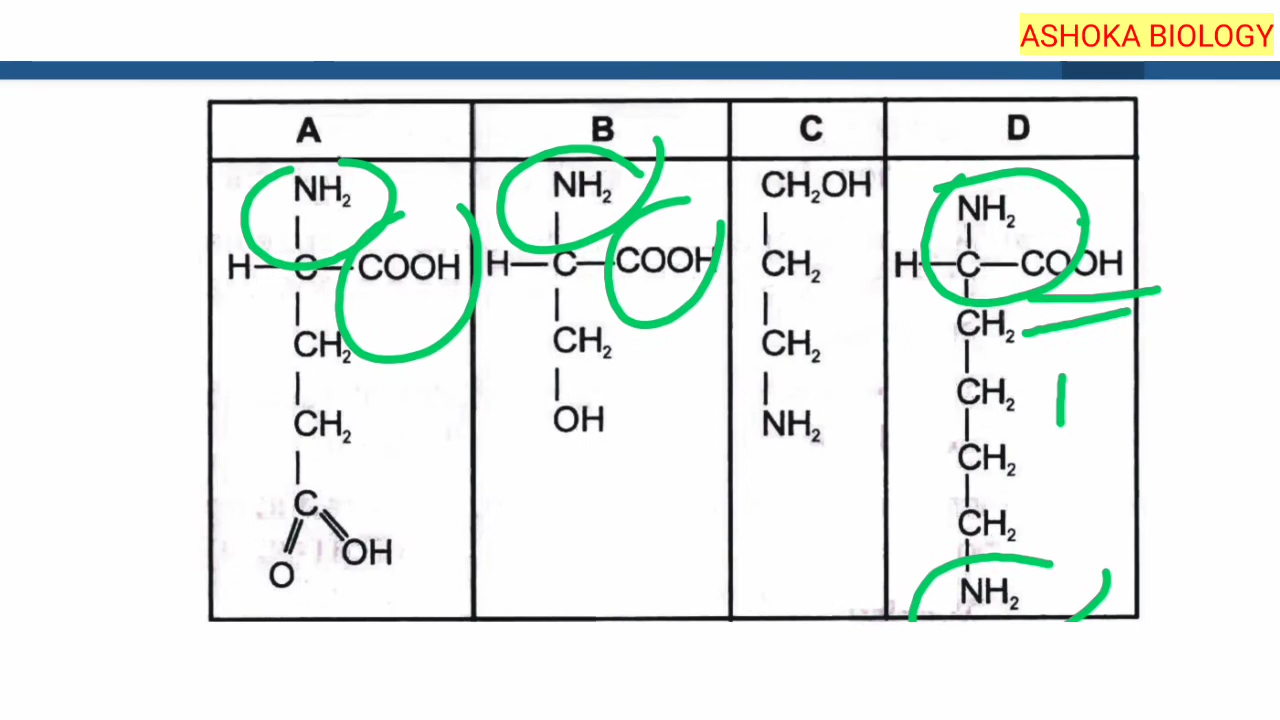 ASHOKA BIOLOGY
A B C D
NH₂ NH₂ CH₂OH NH₂
H—C—COOH H—C—COOH CH₂ H—C—COOH
CH₂ CH₂ CH₂ CH₂
CH₂ OH NH₂ CH₂
C CH₂
O OH CH₂
NH₂